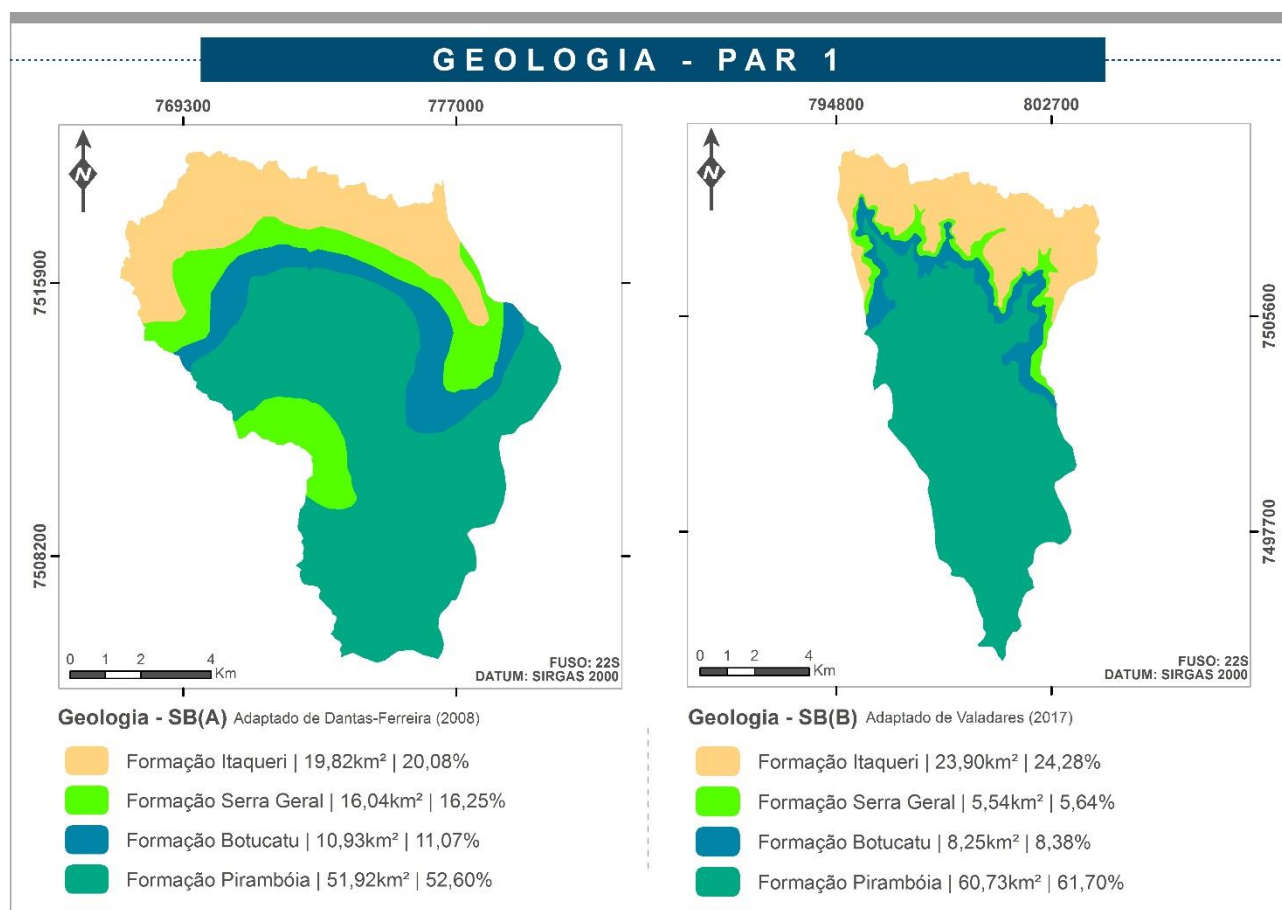 GEOLOGIA - PAR 1
769300 777000
794800 802700
N
N
7515900
7508200
7505600
7497700
0 1 2 4
Km
FUSO: 22S
DATUM: SIRGAS 2000
0 1 2 4
Km
FUSO: 22S
DATUM: SIRGAS 2000
Geologia - SB(A) Adaptado de Dantas-Ferreira (2008)
Formação Itaqueri | 19,82km² | 20,08%
Formação Serra Geral | 16,04km² | 16,25%
Formação Botucatu | 10,93km² | 11,07%
Formação Pirambóia | 51,92km² | 52,60%
Geologia - SB(B) Adaptado de Valadares (2017)
Formação Itaqueri | 23,90km² | 24,28%
Formação Serra Geral | 5,54km² | 5,64%
Formação Botucatu | 8,25km² | 8,38%
Formação Pirambóia | 60,73km² | 61,70%